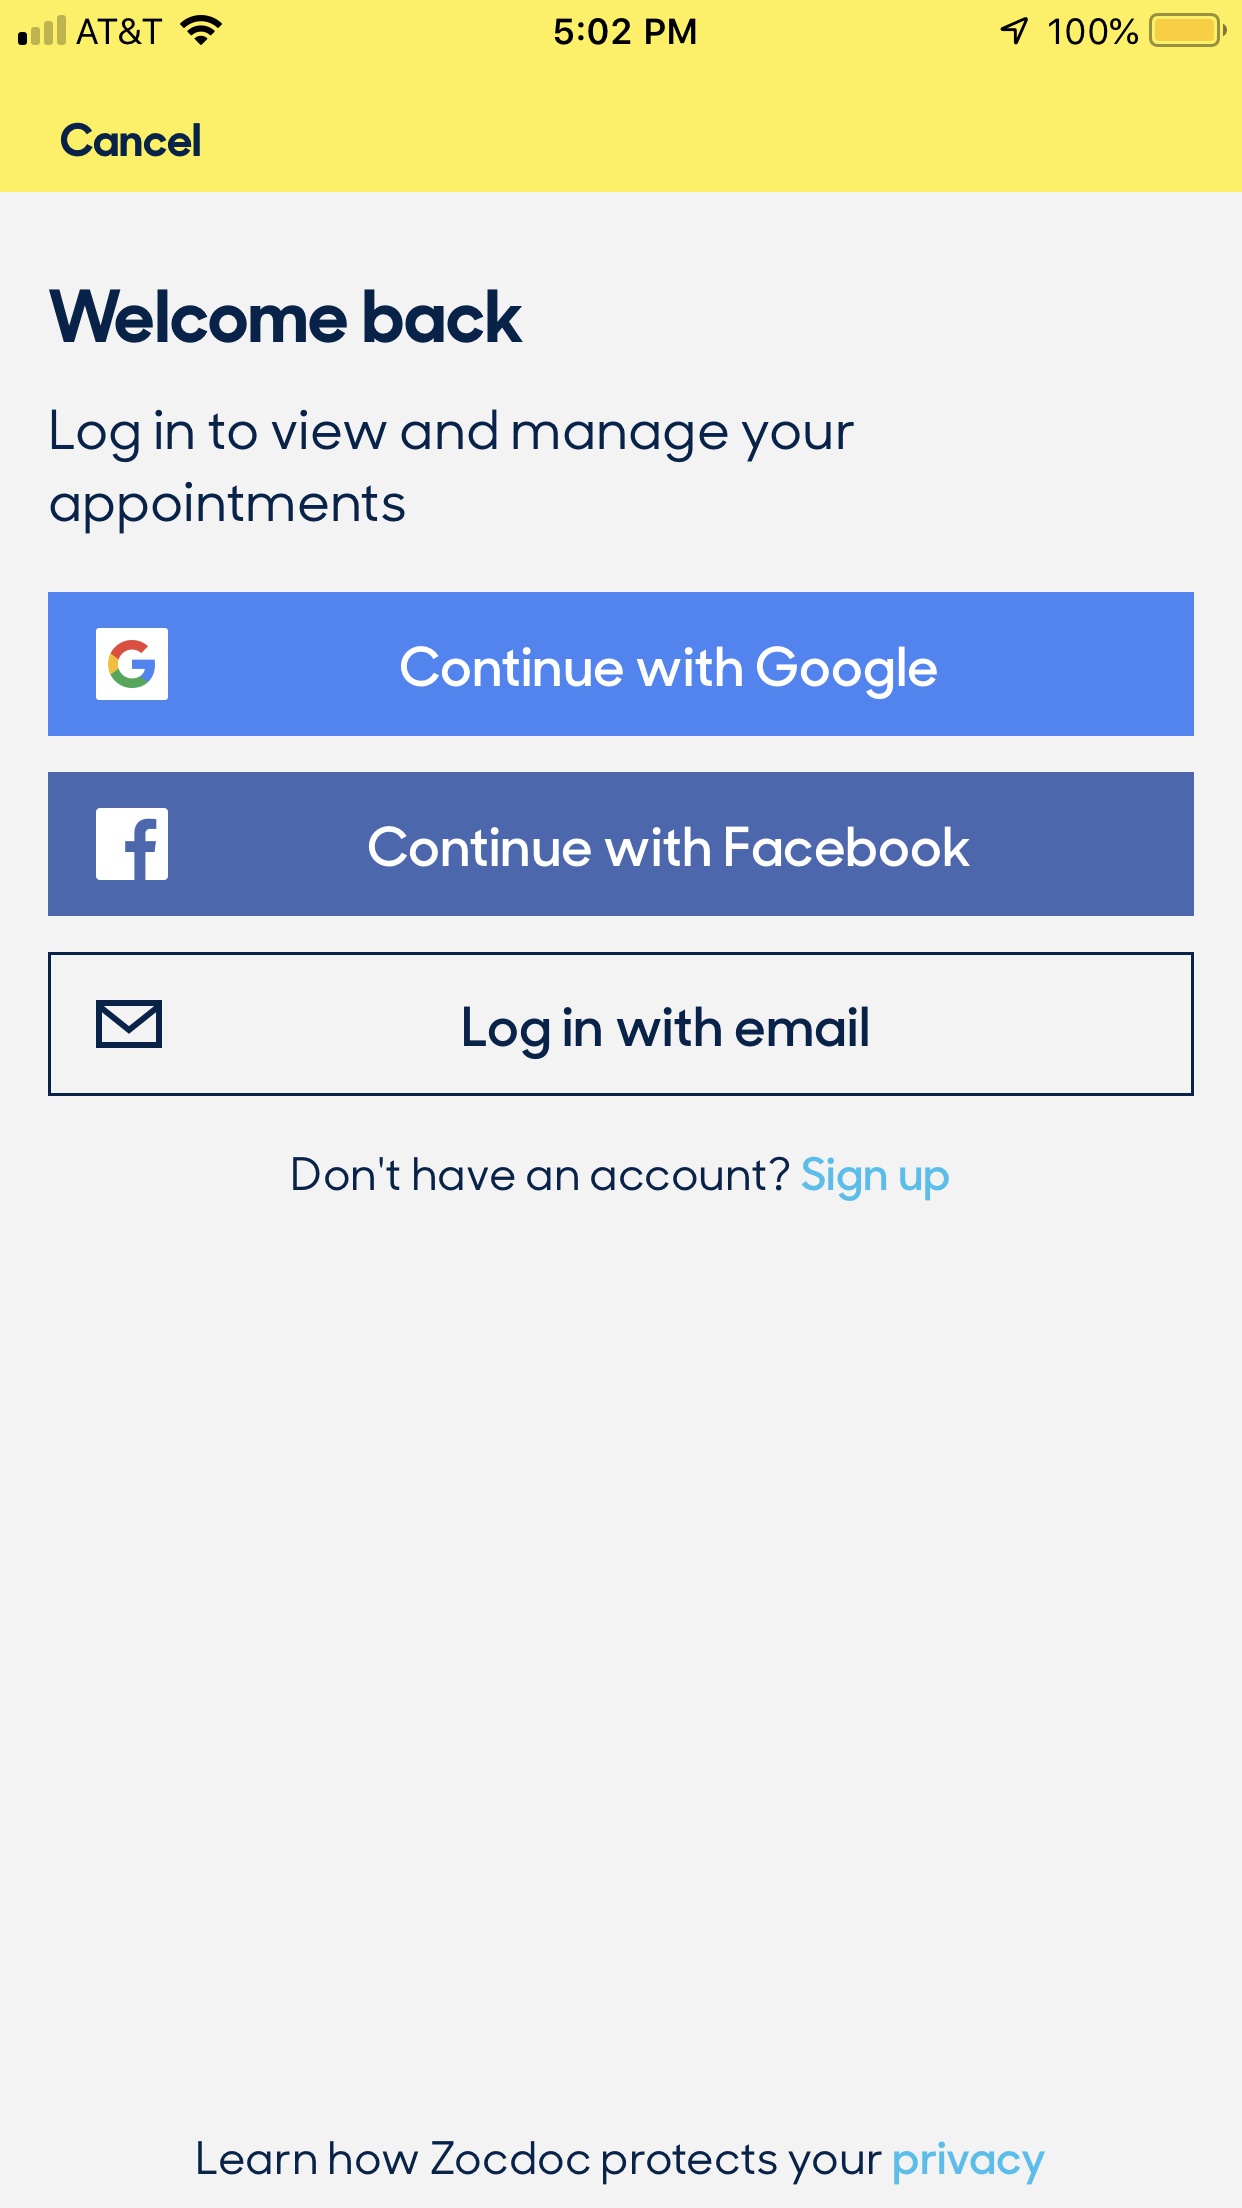 AT&T 5:02 PM 100%
Cancel
Welcome back
Log in to view and manage your
appointments
Continue with Google
Continue with Facebook
Log in with email
Don't have an account? Sign up
Learn how Zocdoc protects your privacy